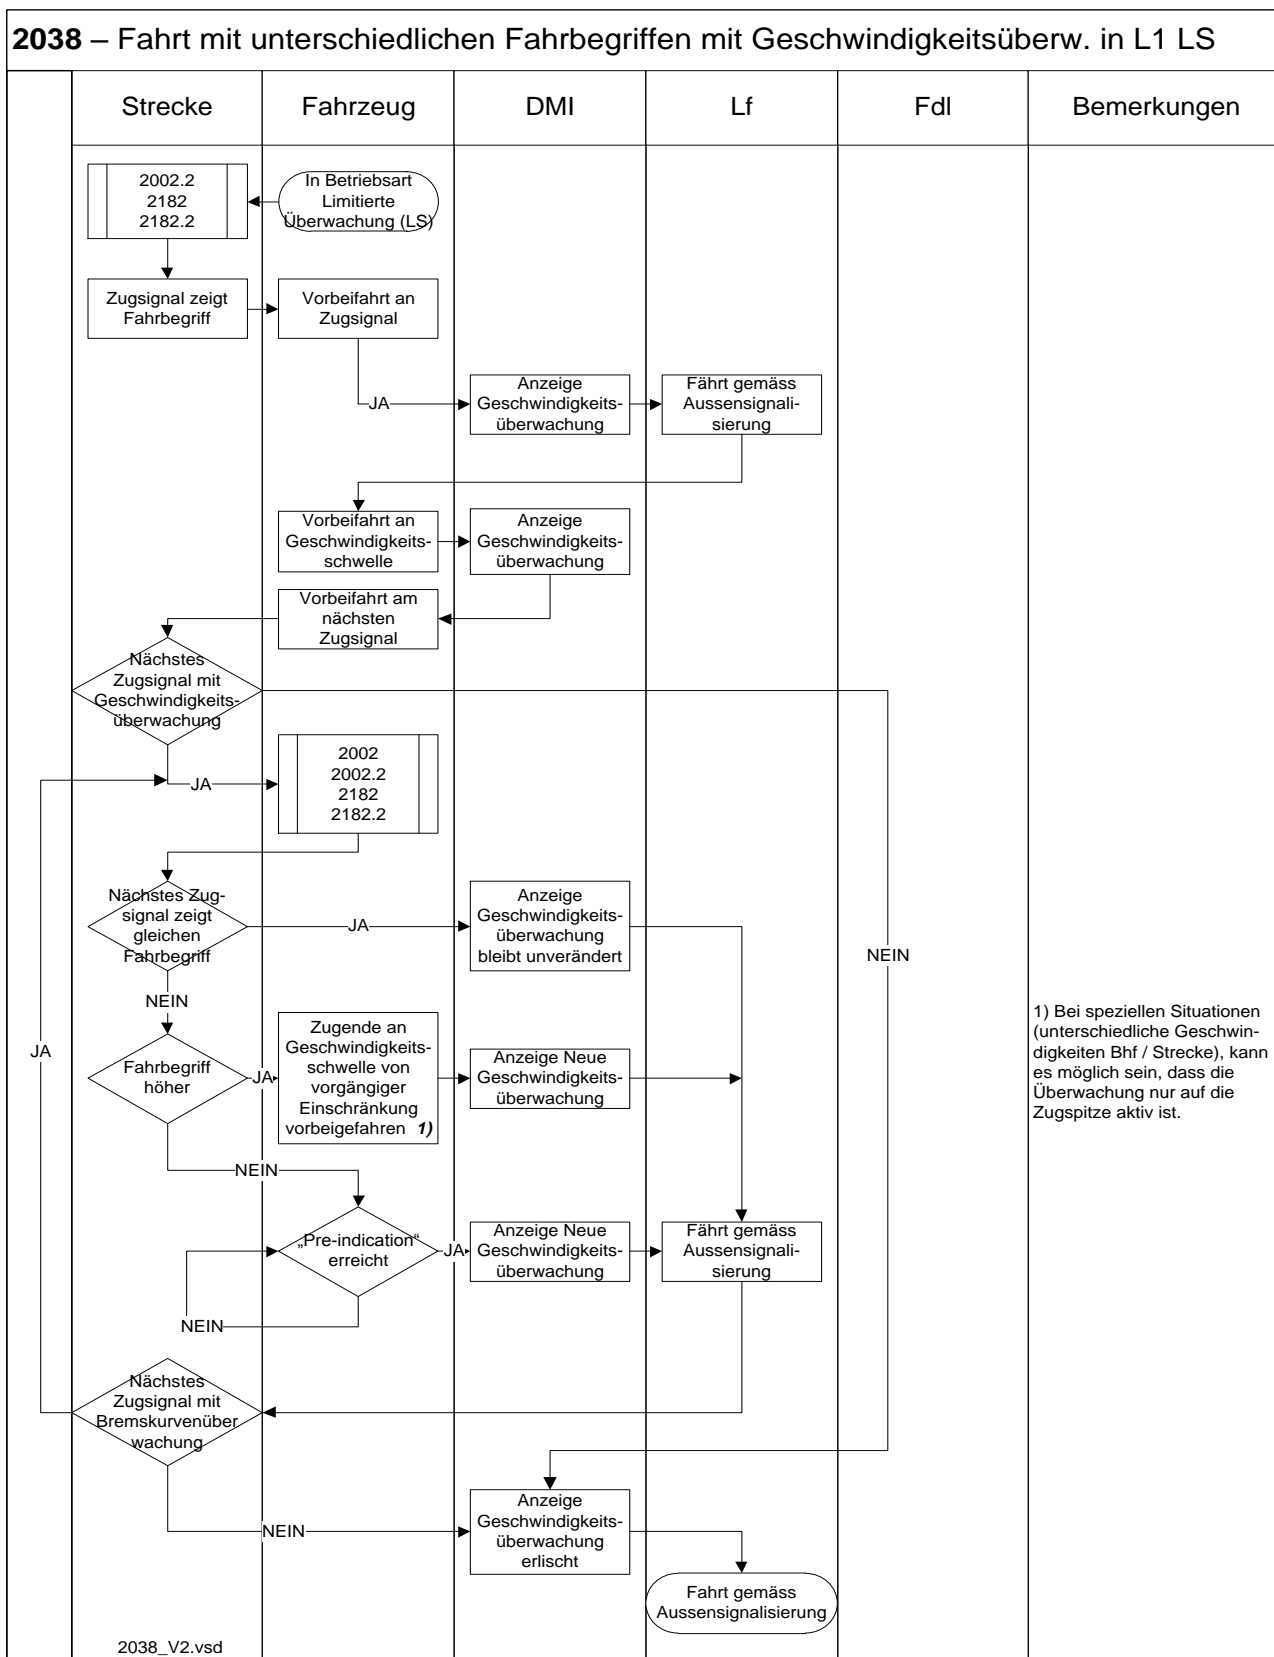 2038 – Fahrt mit unterschiedlichen Fahrbegriffen mit Geschwindigkeitsüberw. in L1 LS
Strecke
Fahrzeug
DMI
Lf
Fdl
Bemerkungen
2002.2
2182
2182.2
In Betriebsart
Limitierte
Überwachung (LS)
Zugsignal zeigt
Fahrbegriff
Vorbeifahrt an
Zugsignal
JA
Anzeige
Geschwindigkeits-
überwachung
Fährt gemäss
Aussensignali-
sierung
Vorbeifahrt an
Geschwindigkeits-
schwelle
Anzeige
Geschwindigkeits-
überwachung
Vorbeifahrt am
nächsten
Zugsignal
Nächstes
Zugsignal mit
Geschwindigkeits-
überwachung
JA
2002
2002.2
2182
2182.2
Nächstes Zug-
signal zeigt
gleichen
Fahrbegriff
JA
Anzeige
Geschwindigkeits-
überwachung
bleibt unverändert
NEIN
NEIN
JA
Fahrbegriff
höher
JA
Zugende an
Geschwindigkeits-
schwelle von
vorgängiger
Einschränkung
vorbeigefahren 1)
Anzeige Neue
Geschwindigkeits-
überwachung
1) Bei speziellen Situationen
(unterschiedliche Geschwin-
digkeiten Bhf / Strecke), kann
es möglich sein, dass die
Überwachung nur auf die
Zugspitze aktiv ist.
NEIN
„Pre-indication“
erreicht
JA
Anzeige Neue
Geschwindigkeits-
überwachung
Fährt gemäss
Aussensignali-
sierung
NEIN
Nächstes
Zugsignal mit
Bremskurvenüber
wachung
NEIN
Anzeige
Geschwindigkeits-
überwachung
erlischt
Fahrt gemäss
Aussensignalisierung
2038_V2.vsd